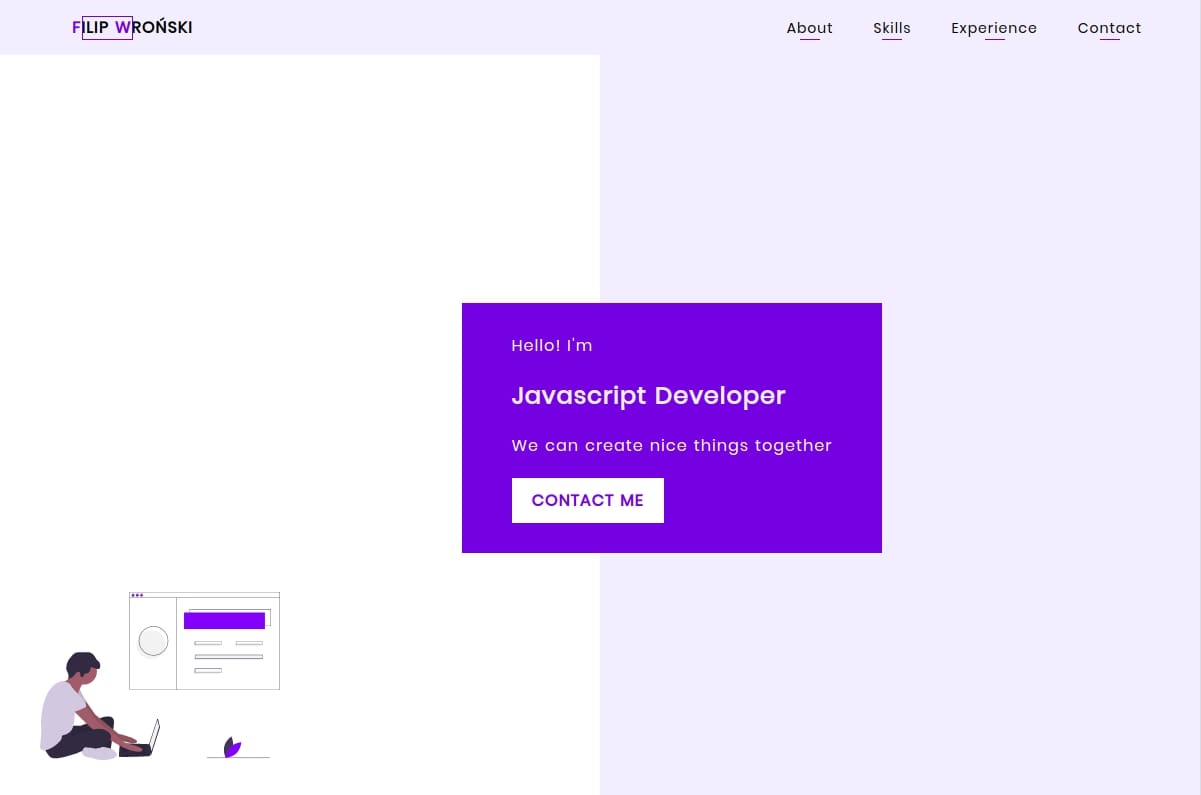 FILIP WROŃSKI
About Skills Experience Contact
Hello! I'm
Javascript Developer
We can create nice things together
CONTACT ME